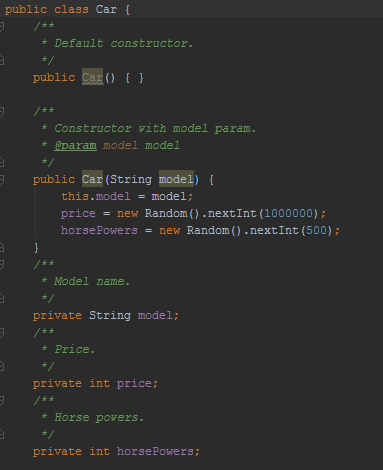 public class Car {
    /**
     * Default constructor.
     */
    public Car() { }

    /**
     * Constructor with model param.
     * @param model model
     */
    public Car(String model) {
        this.model = model;
        price = new Random().nextInt(1000000);
        horsePowers = new Random().nextInt(500);
    }
    /**
     * Model name.
     */
    private String model;
    /**
     * Price.
     */
    private int price;
    /**
     * Horse powers.
     */
    private int horsePowers;